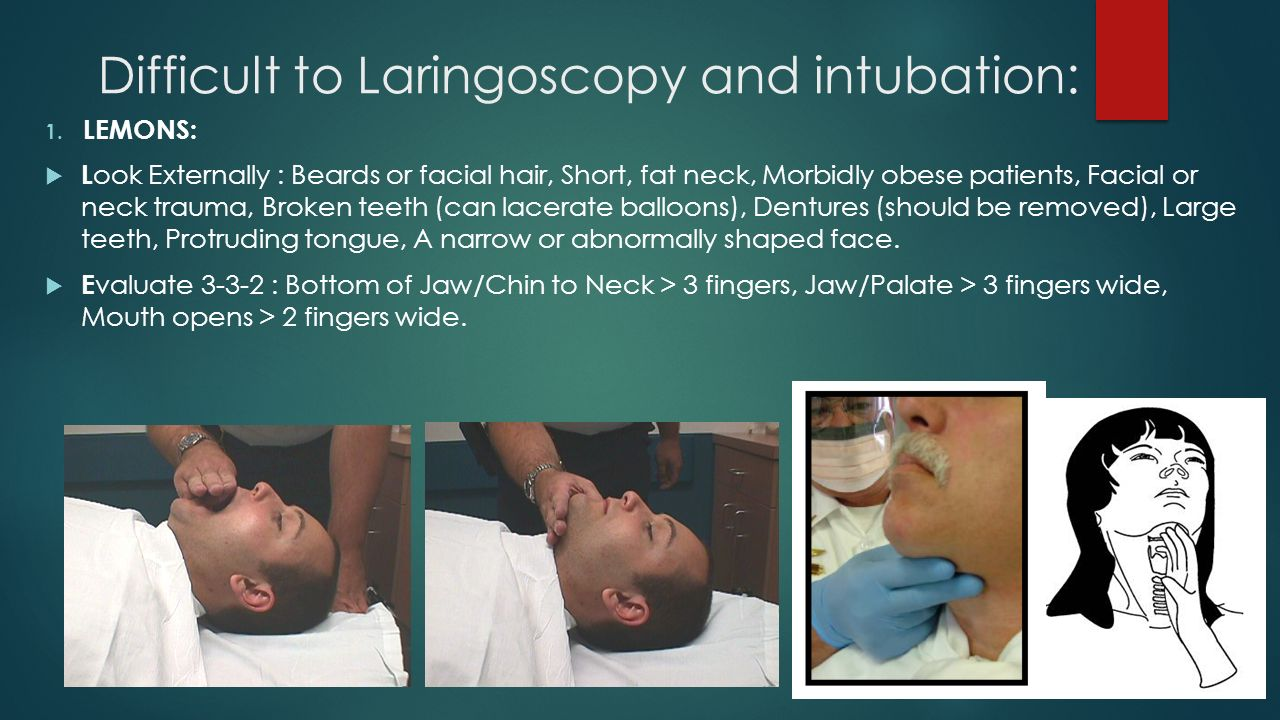 Difficult to Laringoscopy and intubation:
1. LEMONS:
▶ Look Externally : Beards or facial hair, Short, fat neck, Morbidly obese patients, Facial or
neck trauma, Broken teeth (can lacerate balloons), Dentures (should be removed), Large
teeth, Protruding tongue, A narrow or abnormally shaped face.
▶ Evaluate 3-3-2 : Bottom of Jaw/Chin to Neck > 3 fingers, Jaw/Palate > 3 fingers wide,
Mouth opens > 2 fingers wide.